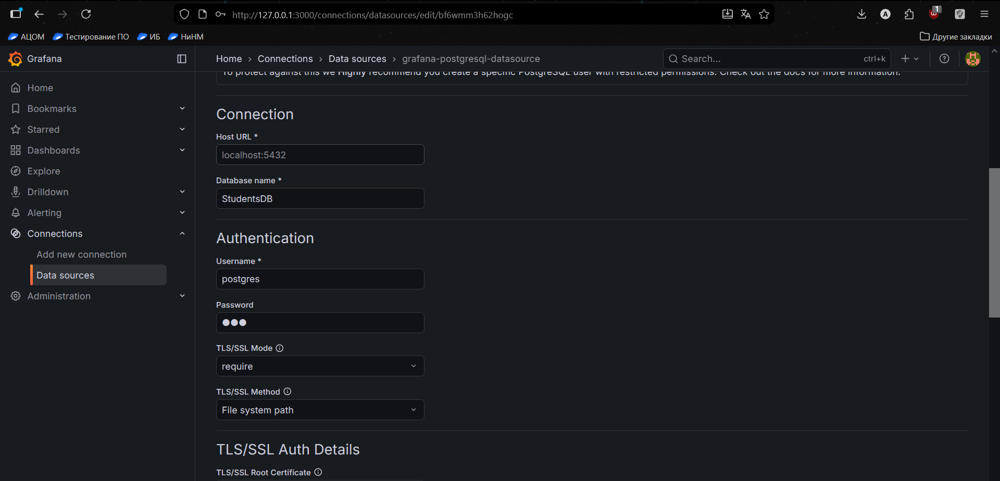 http://127.0.0.1:3000/connections/datasources/edit/bf6wmm3h62hogc
A
1
АЦОМ
Тестирование ПО
ИБ
НиНМ
Другие закладки
Grafana
Home
Connections
Data sources
grafana-postgresql-datasource
Search...
ctrl+k
Home
Bookmarks
Starred
Dashboards
Explore
Drilldown
Alerting
Connections
Add new connection
Data sources
Administration
To protect against this we Highly recommend you create a specific PostgreSQL user with restricted permissions. Check out the docs for more information.
Connection
Host URL *
localhost:5432
Database name *
StudentsDB
Authentication
Username *
postgres
Password
TLS/SSL Mode
require
TLS/SSL Method
File system path
TLS/SSL Auth Details
TLS/SSL Root Certificate